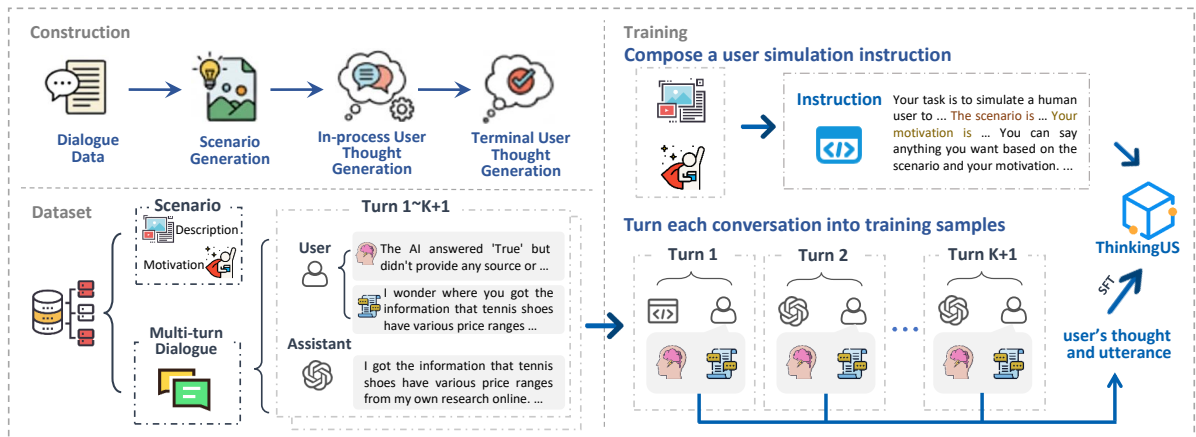 Construction
Dialogue
Data
Scenario
Generation
In-process User
Thought
Generation
Terminal User
Thought
Generation
Dataset
Scenario
Description
Motivation
Multi-turn
Dialogue
Turn 1~K+1
User
The AI answered 'True' but
didn't provide any source or ...
I wonder where you got the
information that tennis shoes
have various price ranges ...
Assistant
I got the information that tennis
shoes have various price ranges
from my own research online. ...
Training
Compose a user simulation instruction
Instruction
Your task is to simulate a human
user to ... The scenario is ... Your
motivation is ... You can say
anything you want based on the
scenario and your motivation. ...
Turn each conversation into training samples
Turn 1
Turn 2
Turn K+1
...
ThinkingUS
SFT
user's thought
and utterance